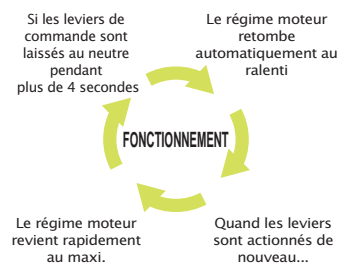 Si les leviers de
commande sont
laissés au neutre
pendant
plus de 4 secondes
Le régime moteur
retombe
automatiquement au
ralenti
FONCTIONNEMENT
Le régime moteur
revient rapidement
au maxi.
Quand les leviers
sont actionnés de
nouveau...